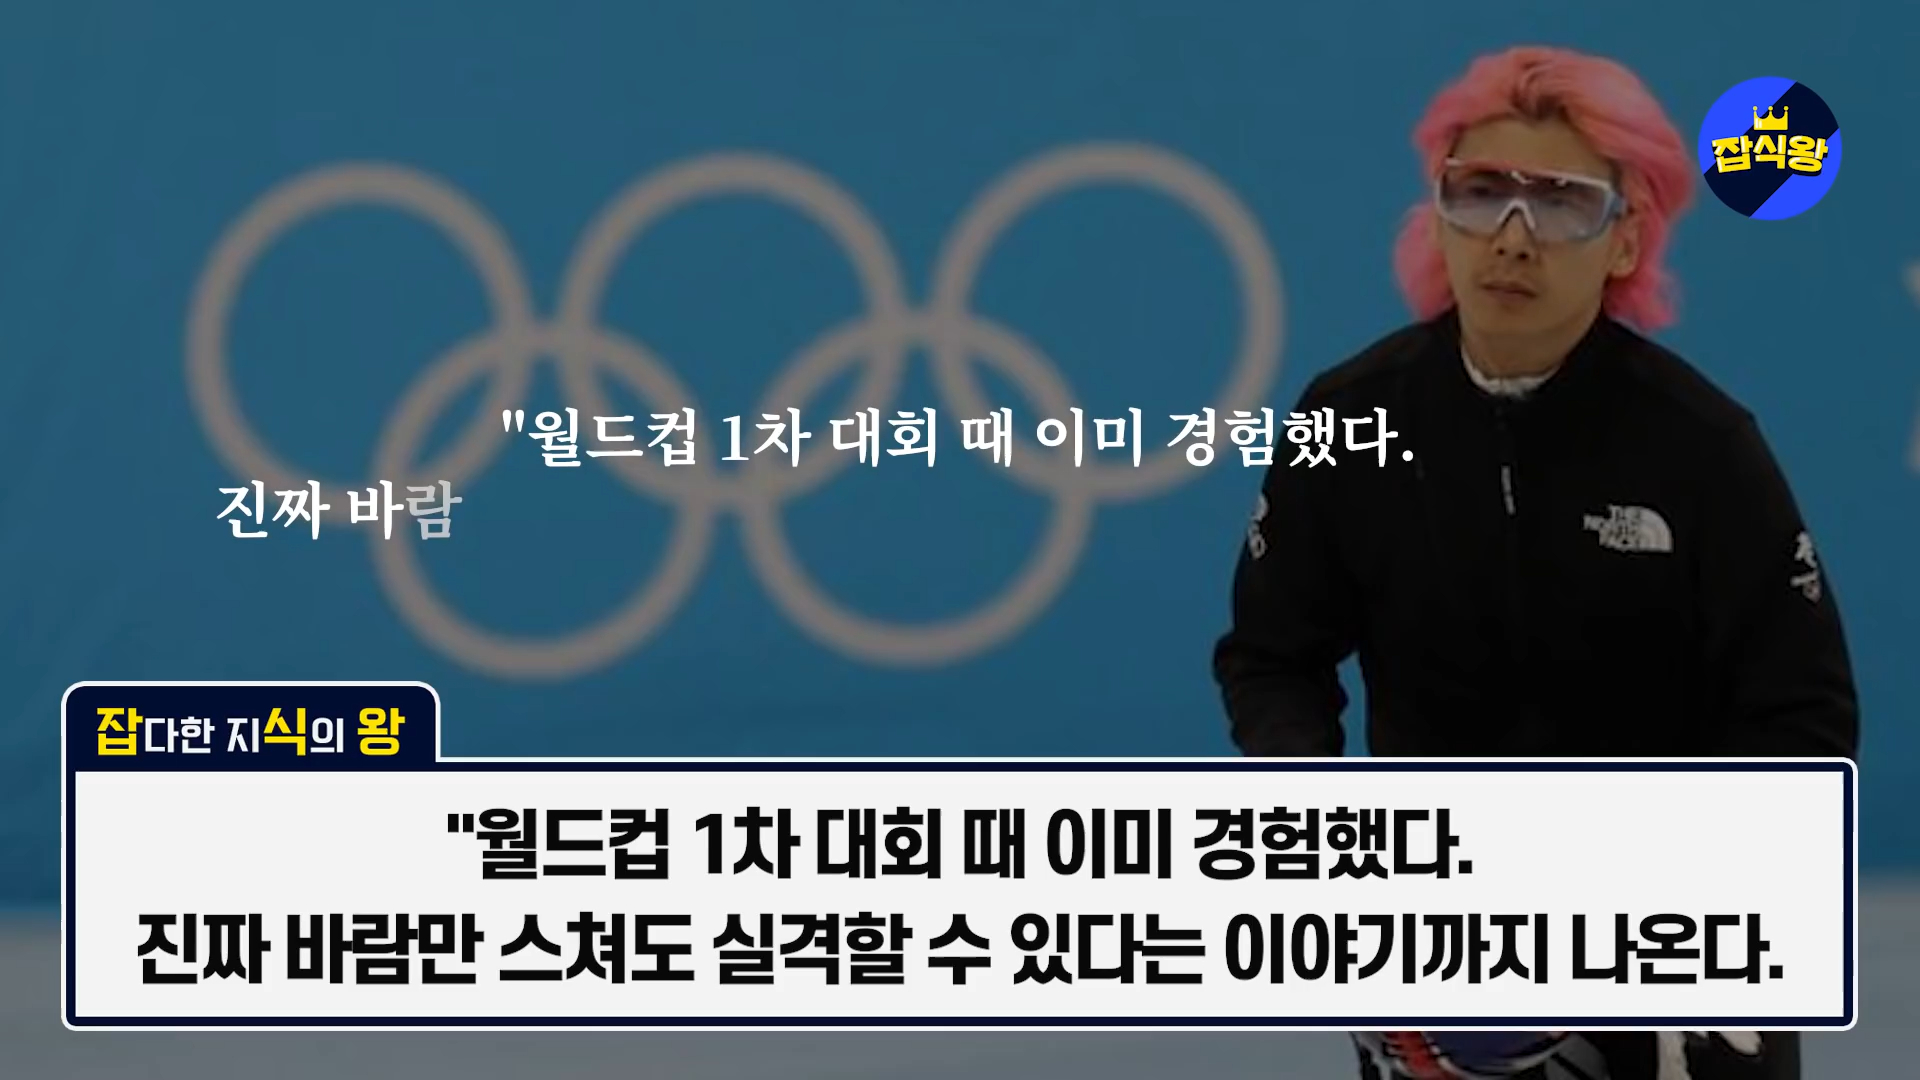 잡식왕
"월드컵 1차 대회 때 이미 경험했다.
진짜 바람
THE
NORTH
FACE
잡다한 지식의 왕
"월드컵 1차 대회 때 이미 경험했다.
진짜 바람만 스쳐도 실격할 수 있다는 이야기까지 나온다.